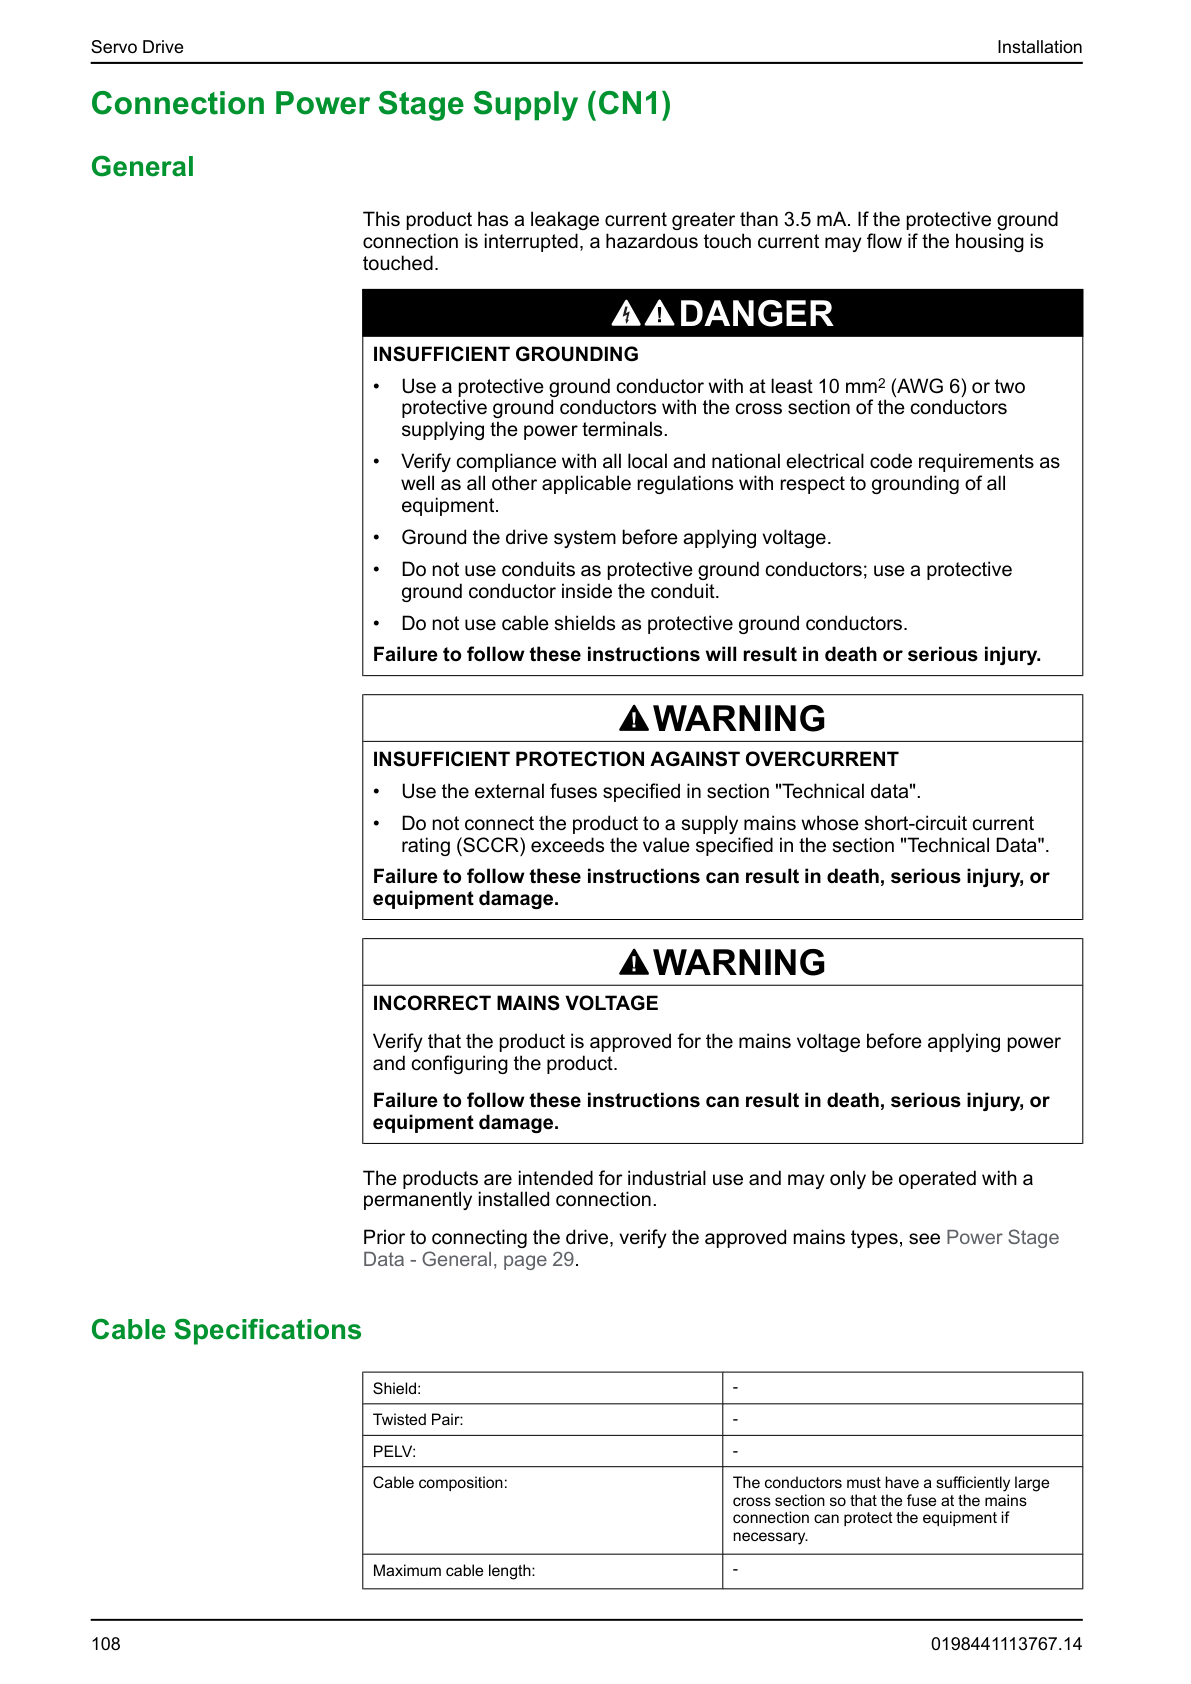 Servo Drive Installation
Connection Power Stage Supply (CN1)
General
This product has a leakage current greater than 3.5 mA. If the protective ground
connection is interrupted, a hazardous touch current may flow if the housing is
touched.
DANGER
INSUFFICIENT GROUNDING
• Use a protective ground conductor with at least 10 mm² (AWG 6) or two
protective ground conductors with the cross section of the conductors
supplying the power terminals.
• Verify compliance with all local and national electrical code requirements as
well as all other applicable regulations with respect to grounding of all
equipment.
• Ground the drive system before applying voltage.
• Do not use conduits as protective ground conductors; use a protective
ground conductor inside the conduit.
• Do not use cable shields as protective ground conductors.
Failure to follow these instructions will result in death or serious injury.
WARNING
INSUFFICIENT PROTECTION AGAINST OVERCURRENT
• Use the external fuses specified in section "Technical data".
• Do not connect the product to a supply mains whose short-circuit current
rating (SCCR) exceeds the value specified in the section "Technical Data".
Failure to follow these instructions can result in death, serious injury, or
equipment damage.
WARNING
INCORRECT MAINS VOLTAGE
Verify that the product is approved for the mains voltage before applying power
and configuring the product.
Failure to follow these instructions can result in death, serious injury, or
equipment damage.
The products are intended for industrial use and may only be operated with a
permanently installed connection.
Prior to connecting the drive, verify the approved mains types, see Power Stage
Data - General, page 29.
Cable Specifications
Shield: -
Twisted Pair: -
PELV: -
Cable composition: The conductors must have a sufficiently large
cross section so that the fuse at the mains
connection can protect the equipment if
necessary.
Maximum cable length: -
108 0198441113767.14